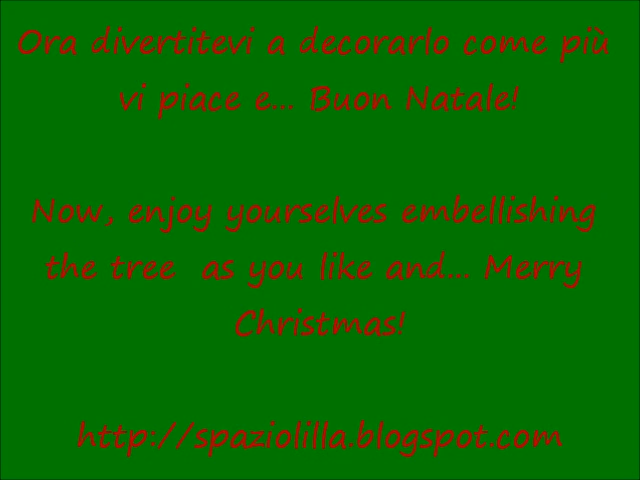 Ora divertitevi a decorarlo come più
vi piace e... Buon Natale!
Now, enjoy yourselves embellishing
the tree  as you like and... Merry
Christmas!
http://spaziolilla.blogspot.com